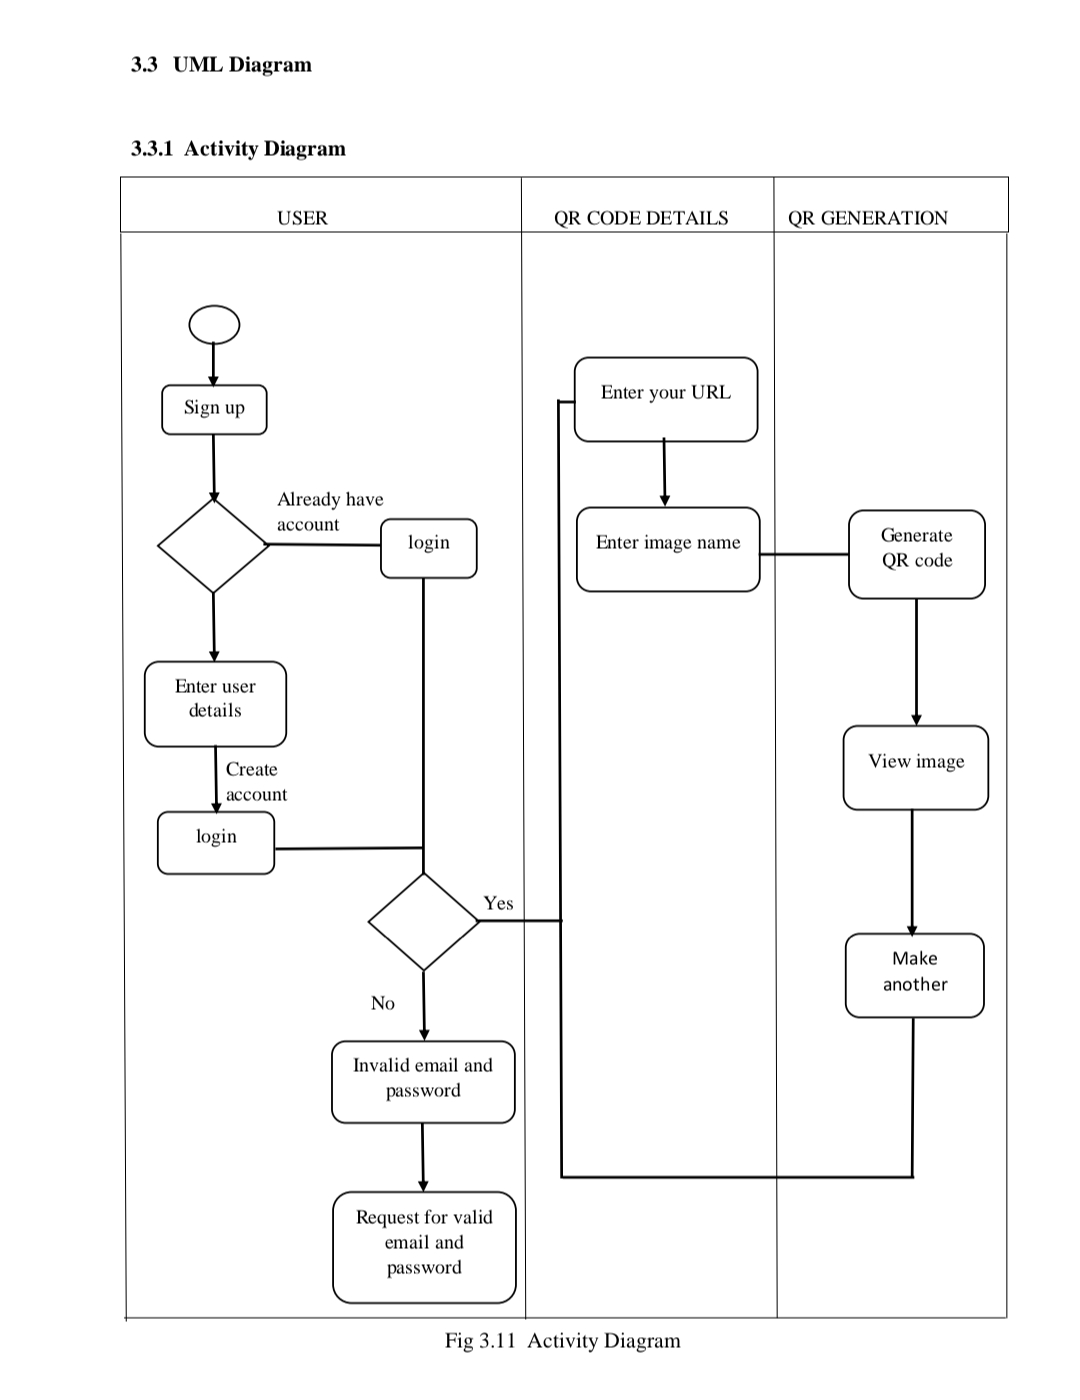 3.3 UML Diagram
3.3.1 Activity Diagram
USER
QR CODE DETAILS
QR GENERATION
Sign up
Already have
account
login
Enter user
details
Create
account
login
Yes
No
Invalid email and
password
Request for valid
email and
password
Enter your URL
Enter image name
Generate
QR code
View image
Make
another
Fig 3.11 Activity Diagram